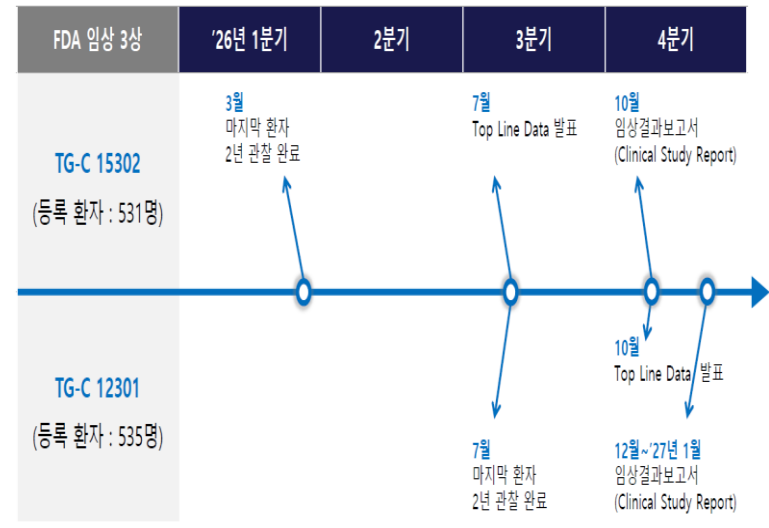 FDA 임상 3상
'26년 1분기
2분기
3분기
4분기
TG-C 15302
(등록 환자 : 531명)
3월
마지막 환자
2년 관찰 완료
7월
Top Line Data 발표
10월
임상결과보고서
(Clinical Study Report)
TG-C 12301
(등록 환자 : 535명)
7월
마지막 환자
2년 관찰 완료
10월
Top Line Data 발표
12월~'27년 1월
임상결과보고서
(Clinical Study Report)